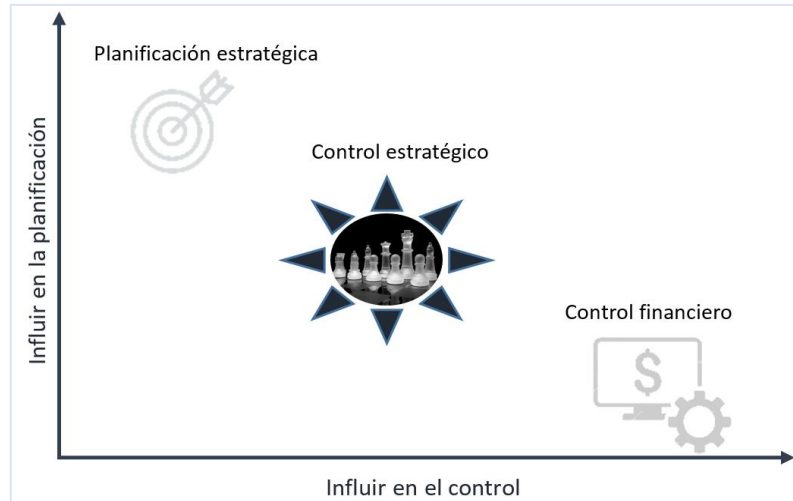 Planificación estratégica
Control estratégico
Control financiero
$
Influir en la planificación
Influir en el control